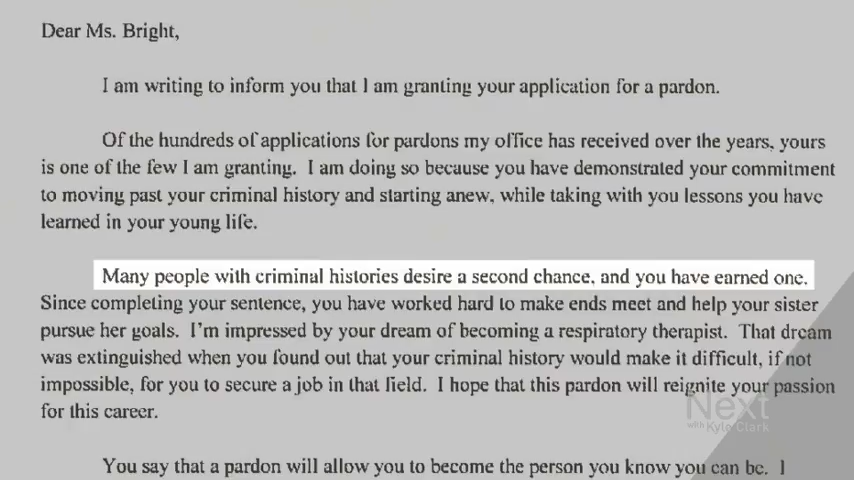 Dear Ms. Bright,
I am writing to inform you that I am granting your application for a pardon.
Of the hundreds of applications for pardons my office has received over the years, yours
is one of the few I am granting. I am doing so because you have demonstrated your commitment
to moving past your criminal history and starting anew, while taking with you lessons you have
learned in your young life.
Many people with criminal histories desire a second chance, and you have earned one.
Since completing your sentence, you have worked hard to make ends meet and help your sister
pursue her goals. I'm impressed by your dream of becoming a respiratory therapist. That dream
was extinguished when you found out that your criminal history would make it difficult, if not
impossible, for you to secure a job in that field. I hope that this pardon will reignite your passion
for this career.
Next
with Kyle Clark
You say that a pardon will allow you to become the person you know you can be. I